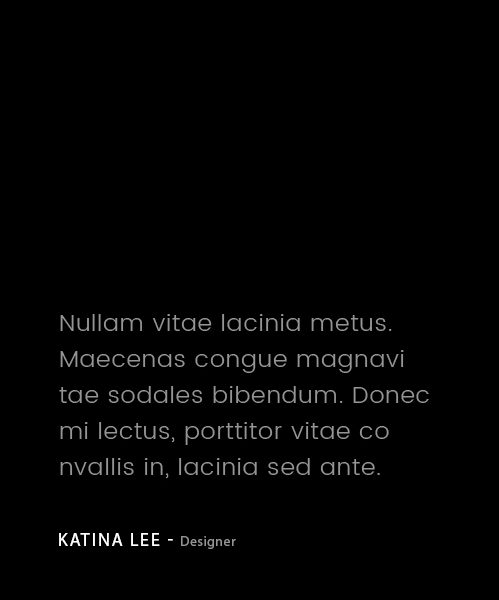 Nullam vitae lacinia metus.
Maecenas congue magnavi
tae sodales bibendum. Donec
mi lectus, porttitor vitae co
nvallis in, lacinia sed ante.
KATINA LEE - Designer